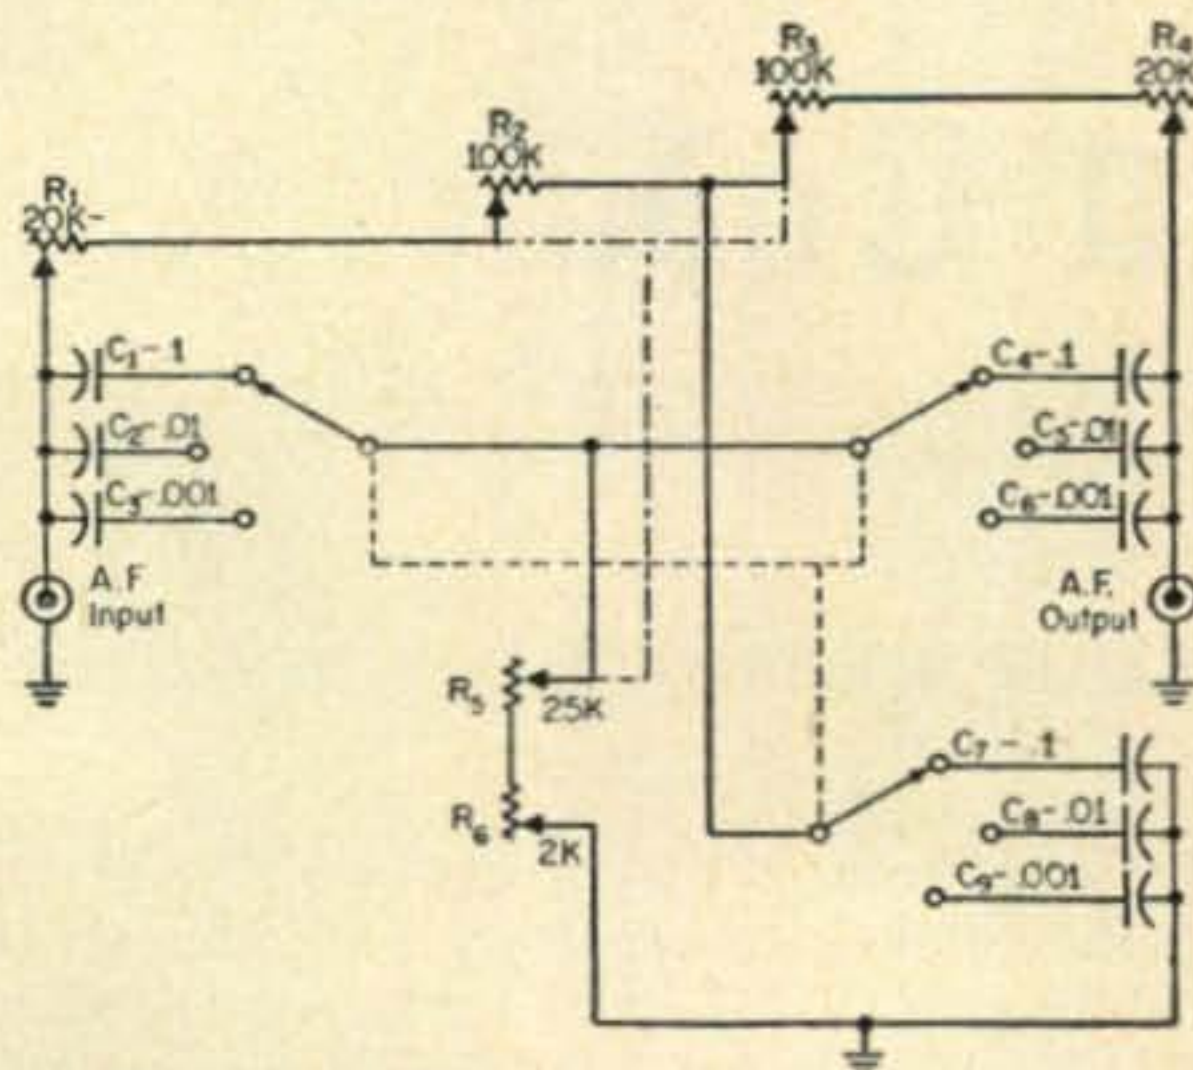 R3
100K
R4
20K
R2
100K
R1
20K-
C1-.1
C2-.01
C3-.001
A.F.
Input
C4-.1
C5-.01
C6-.001
A.F.
Output
R5
25K
R6
2K
C7-.1
C8-.01
C9-.001